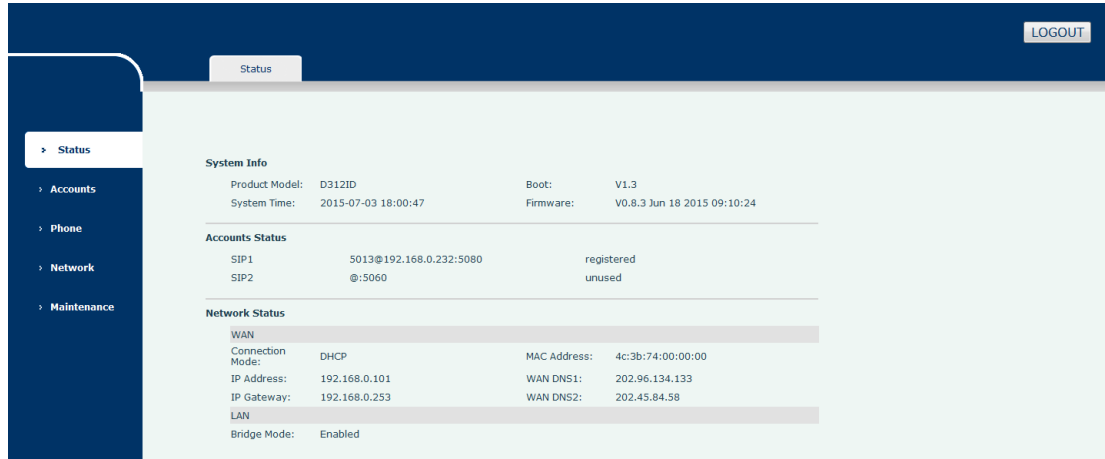 LOGOUT
Status
› Status
› Accounts
› Phone
› Network
› Maintenance
System Info
Product Model: D312ID Boot: V1.3
System Time: 2015-07-03 18:00:47 Firmware: V0.8.3 Jun 18 2015 09:10:24
Accounts Status
SIP1 5013@192.168.0.232:5080 registered
SIP2 @:5060 unused
Network Status
WAN
Connection
Mode: DHCP MAC Address: 4c:3b:74:00:00:00
IP Address: 192.168.0.101 WAN DNS1: 202.96.134.133
IP Gateway: 192.168.0.253 WAN DNS2: 202.45.84.58
LAN
Bridge Mode: Enabled